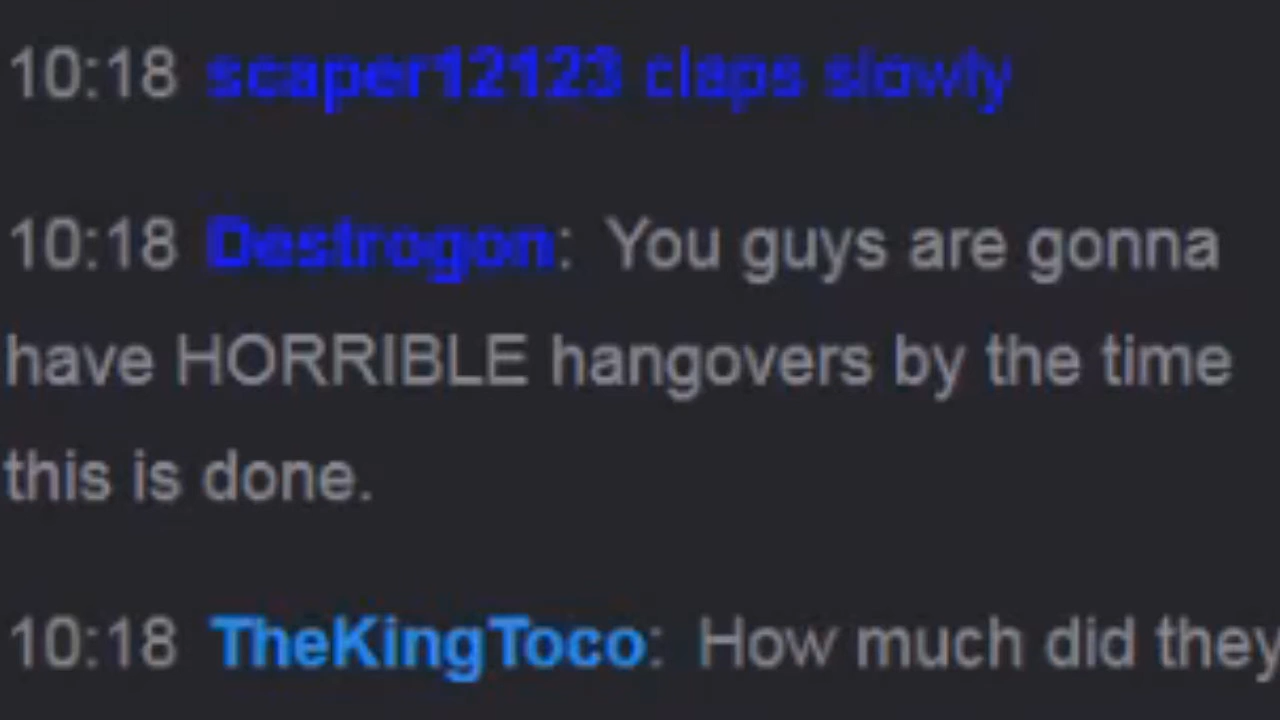 10:18 scaper12123 claps slowly
10:18 Destrogon: You guys are gonna
have HORRIBLE hangovers by the time
this is done.
10:18 TheKingToco: How much did they